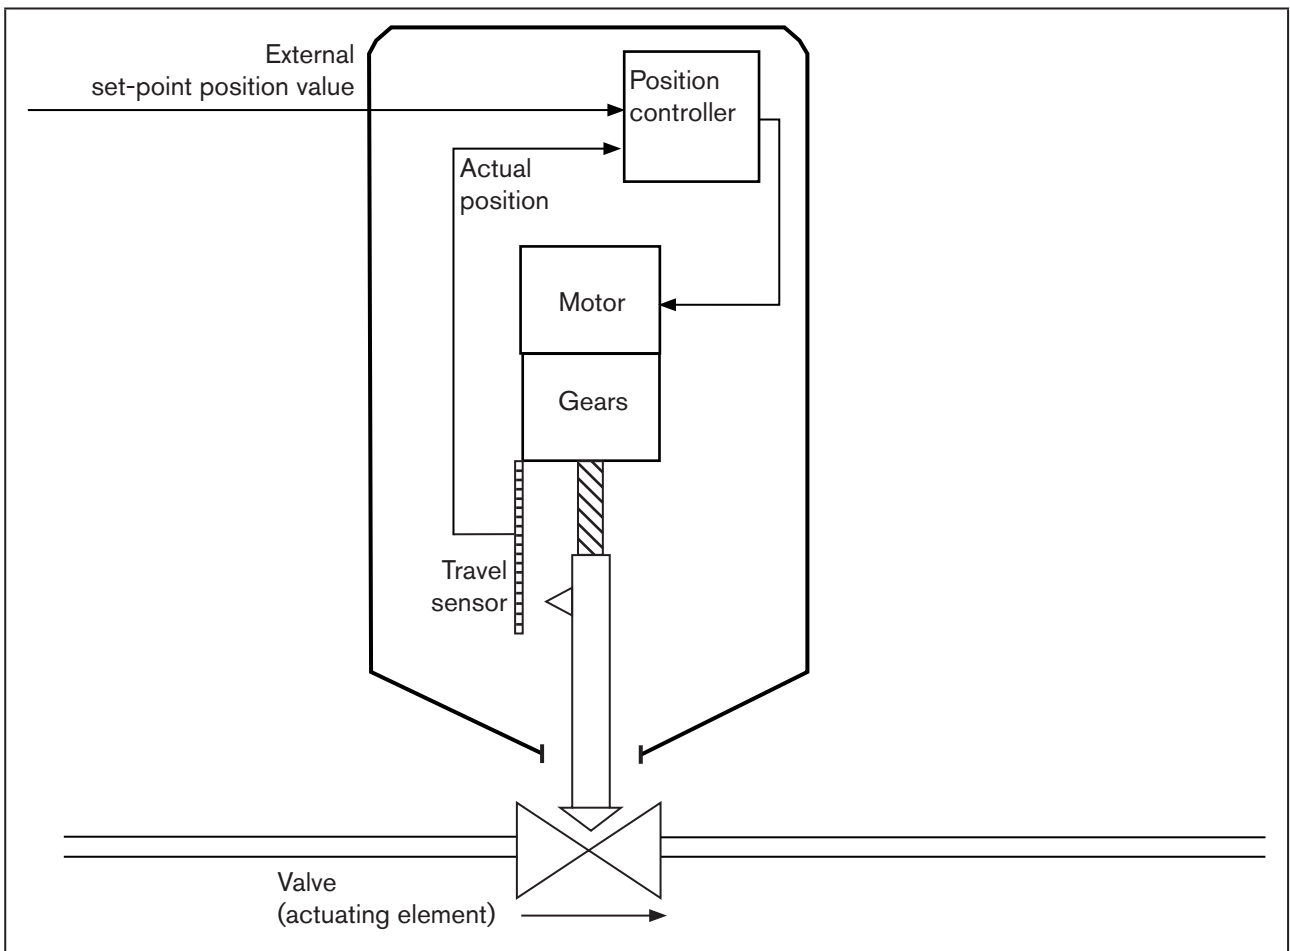 External
set-point position value
Position
controller
Actual
position
Motor
Gears
Travel
sensor
Valve
(actuating element)